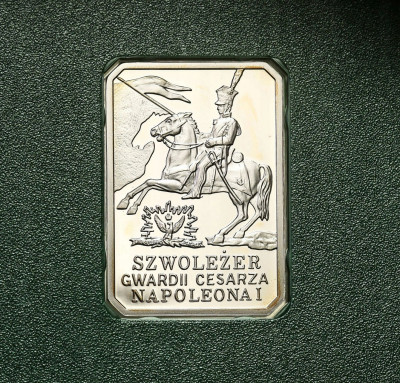 SZWOLEŻER
GWARDII CESARZA
NAPOLEONA I